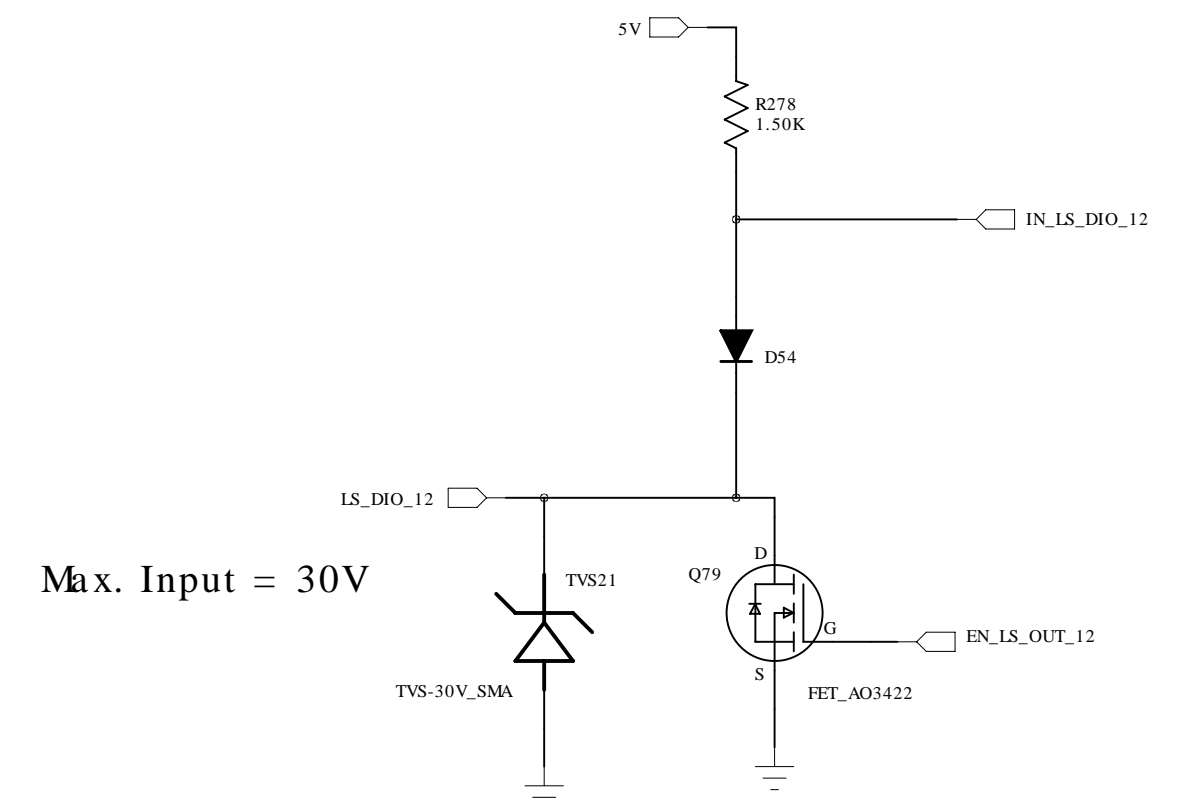 5V
R278
1.50K
IN_LS_DIO_12
D54
LS_DIO_12
Max. Input = 30V
TVS21
TVS-30V_SMA
D
Q79
G
EN_LS_OUT_12
S
FET_AO3422